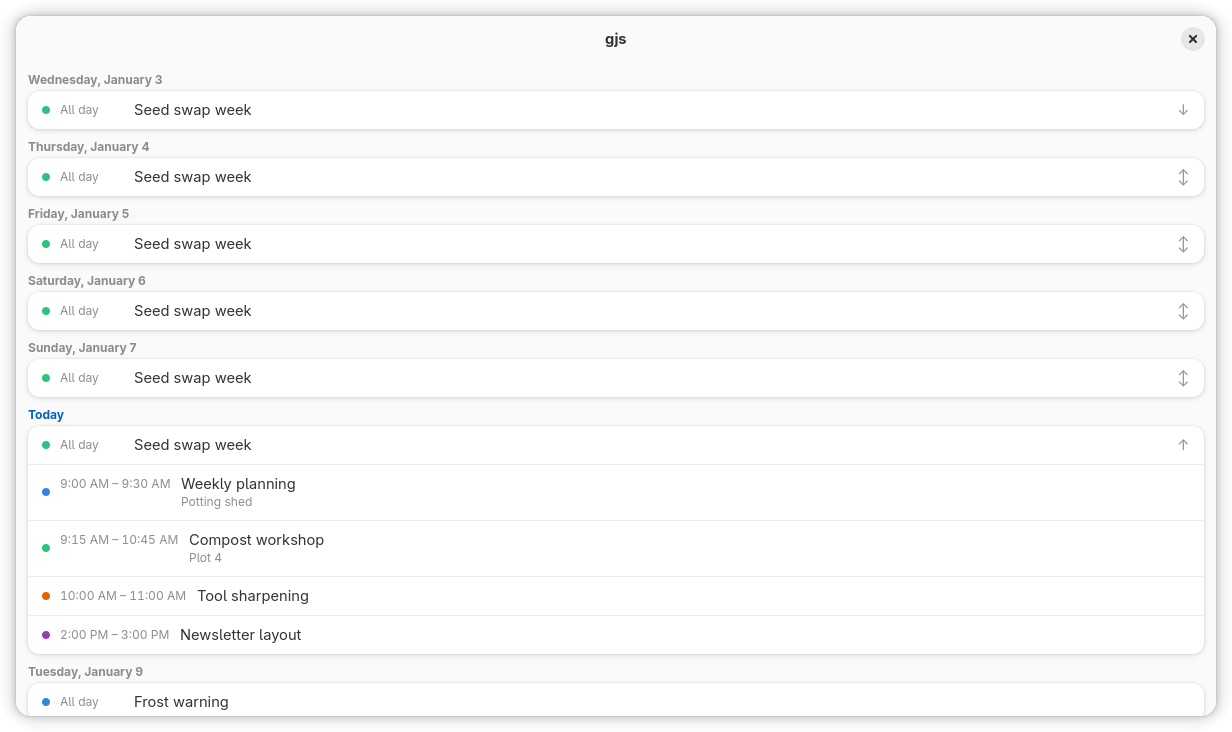 gjs
Wednesday, January 3
All day Seed swap week
Thursday, January 4
All day Seed swap week
Friday, January 5
All day Seed swap week
Saturday, January 6
All day Seed swap week
Sunday, January 7
All day Seed swap week
Today
All day Seed swap week
9:00 AM – 9:30 AM Weekly planning
Potting shed
9:15 AM – 10:45 AM Compost workshop
Plot 4
10:00 AM – 11:00 AM Tool sharpening
2:00 PM – 3:00 PM Newsletter layout
Tuesday, January 9
All day Frost warning